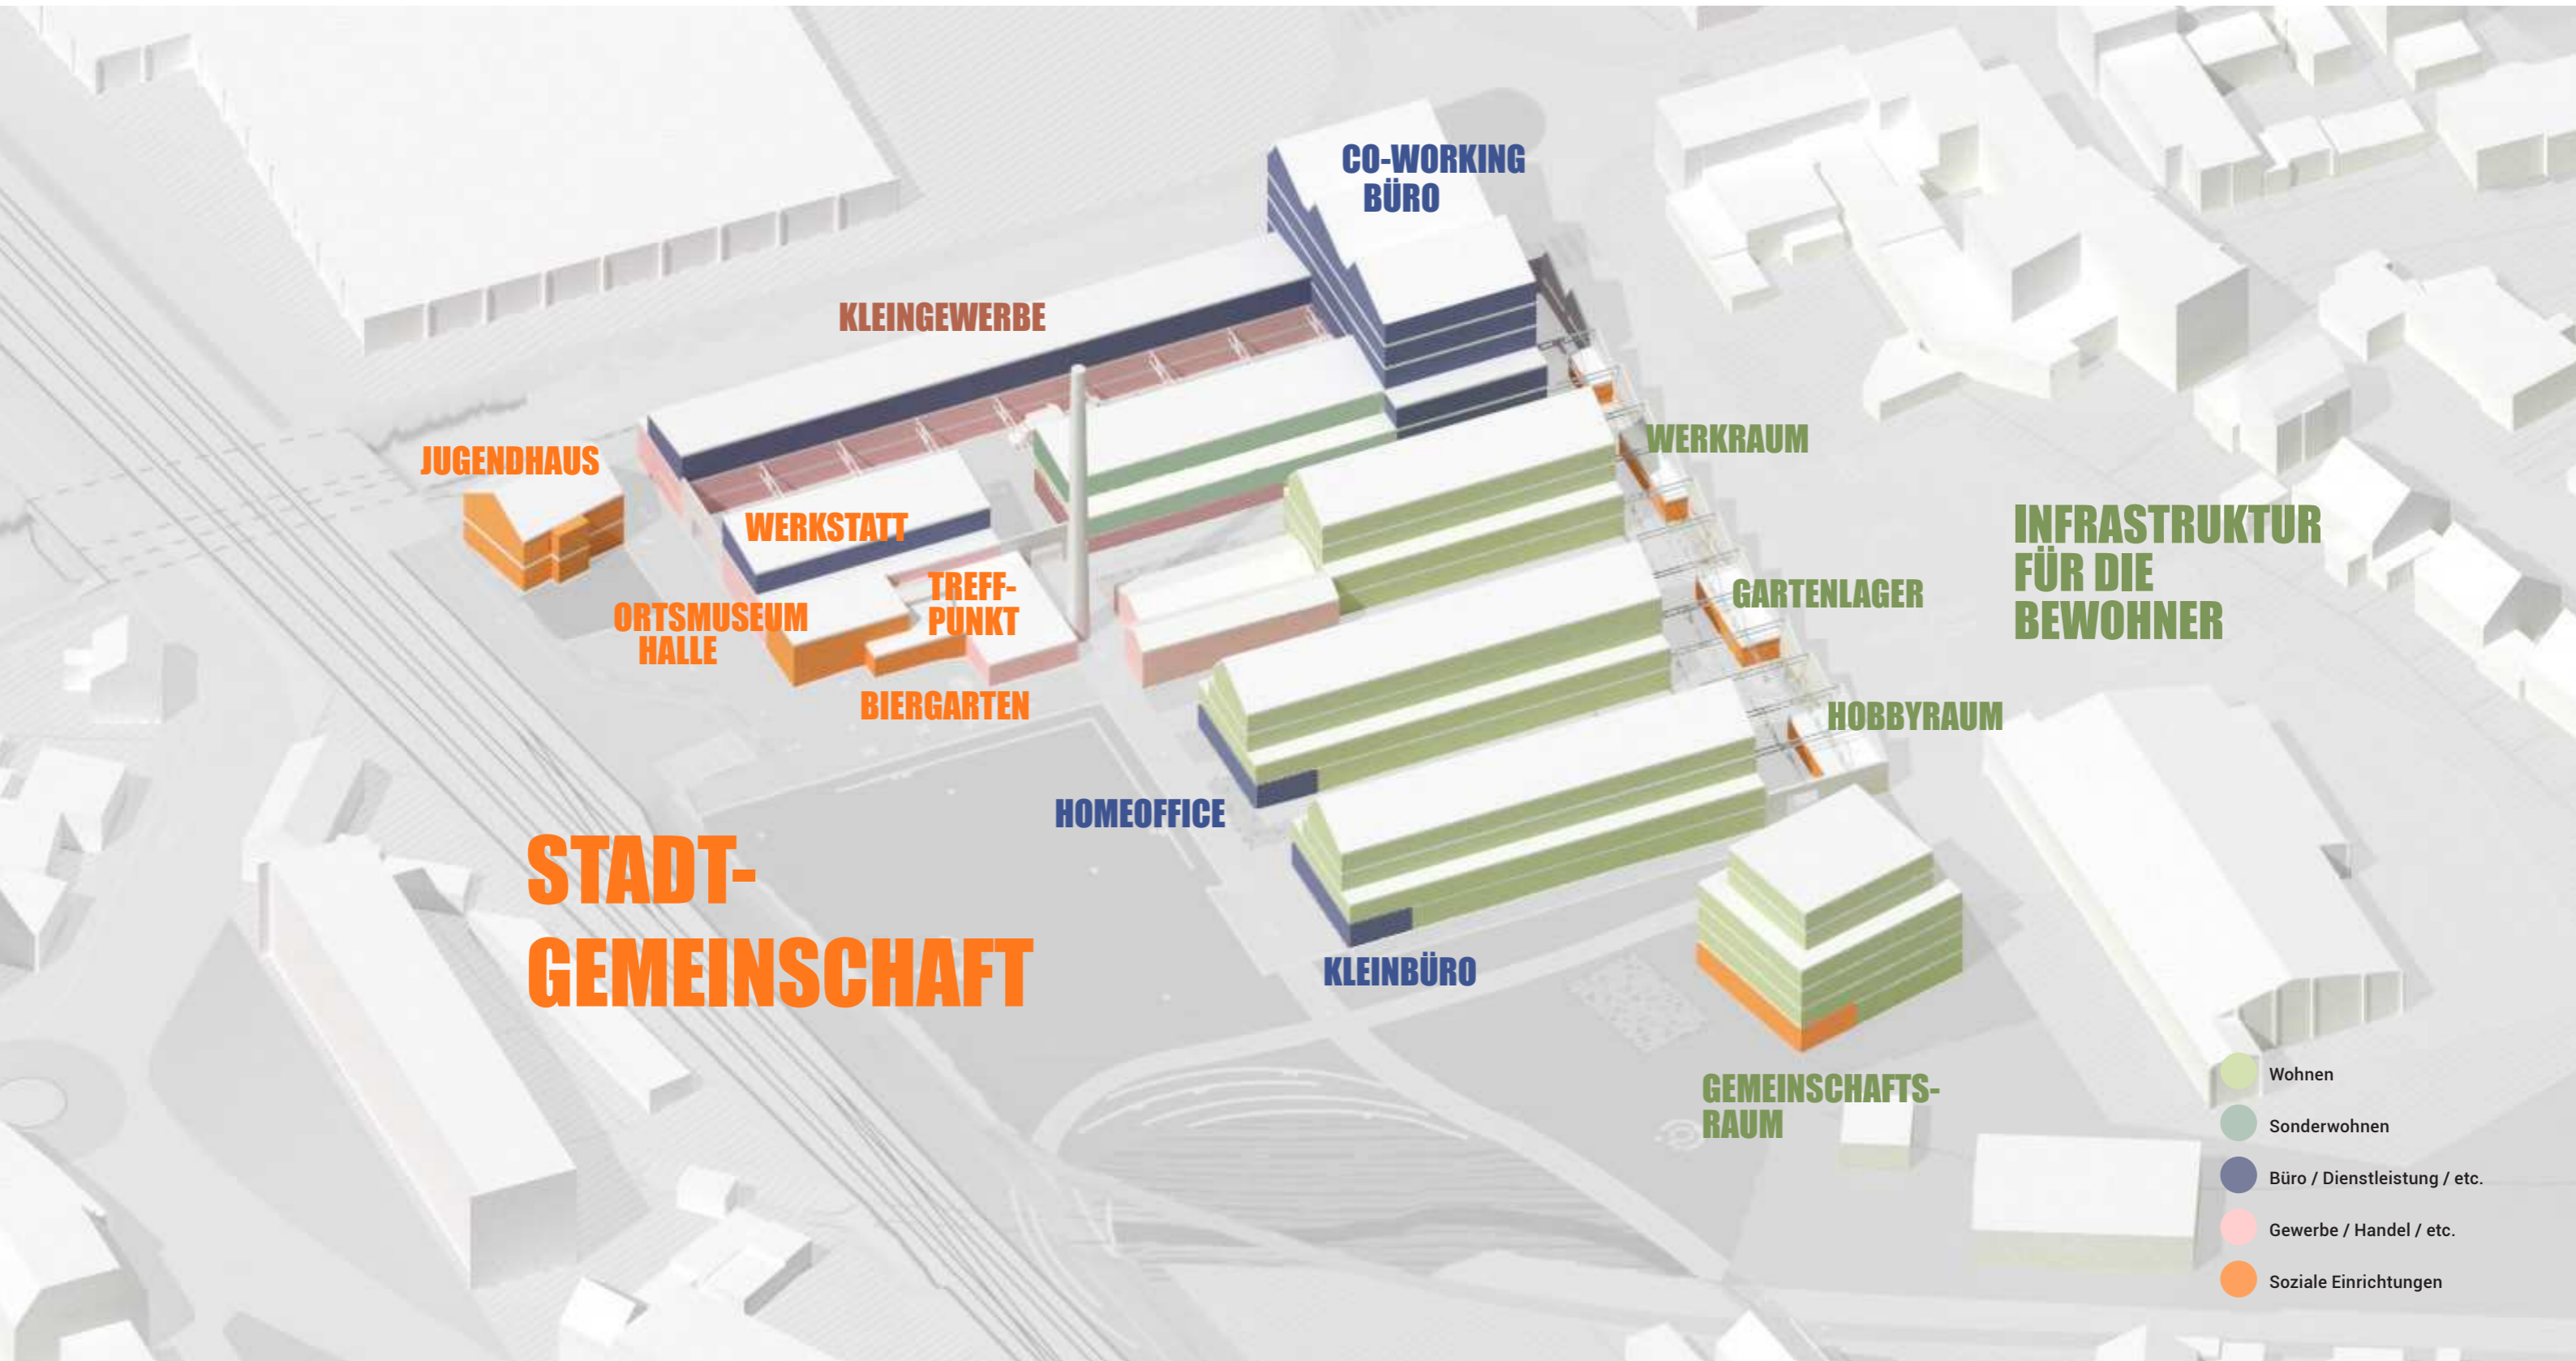 CO-WORKING
BÜRO
KLEINGEWERBE
JUGENDHAUS
WERKSTATT
TREFF-
PUNKT
ORTSMUSEUM
HALLE
BIERGARTEN
WERKRAUM
GARTENLAGER
HOBBYRAUM
INFRASTRUKTUR
FÜR DIE
BEWOHNER
HOMEOFFICE
STADT-
GEMEINSCHAFT
KLEINBÜRO
GEMEINSCHAFTS-
RAUM
Wohnen
Sonderwohnen
Büro / Dienstleistung / etc.
Gewerbe / Handel / etc.
Soziale Einrichtungen